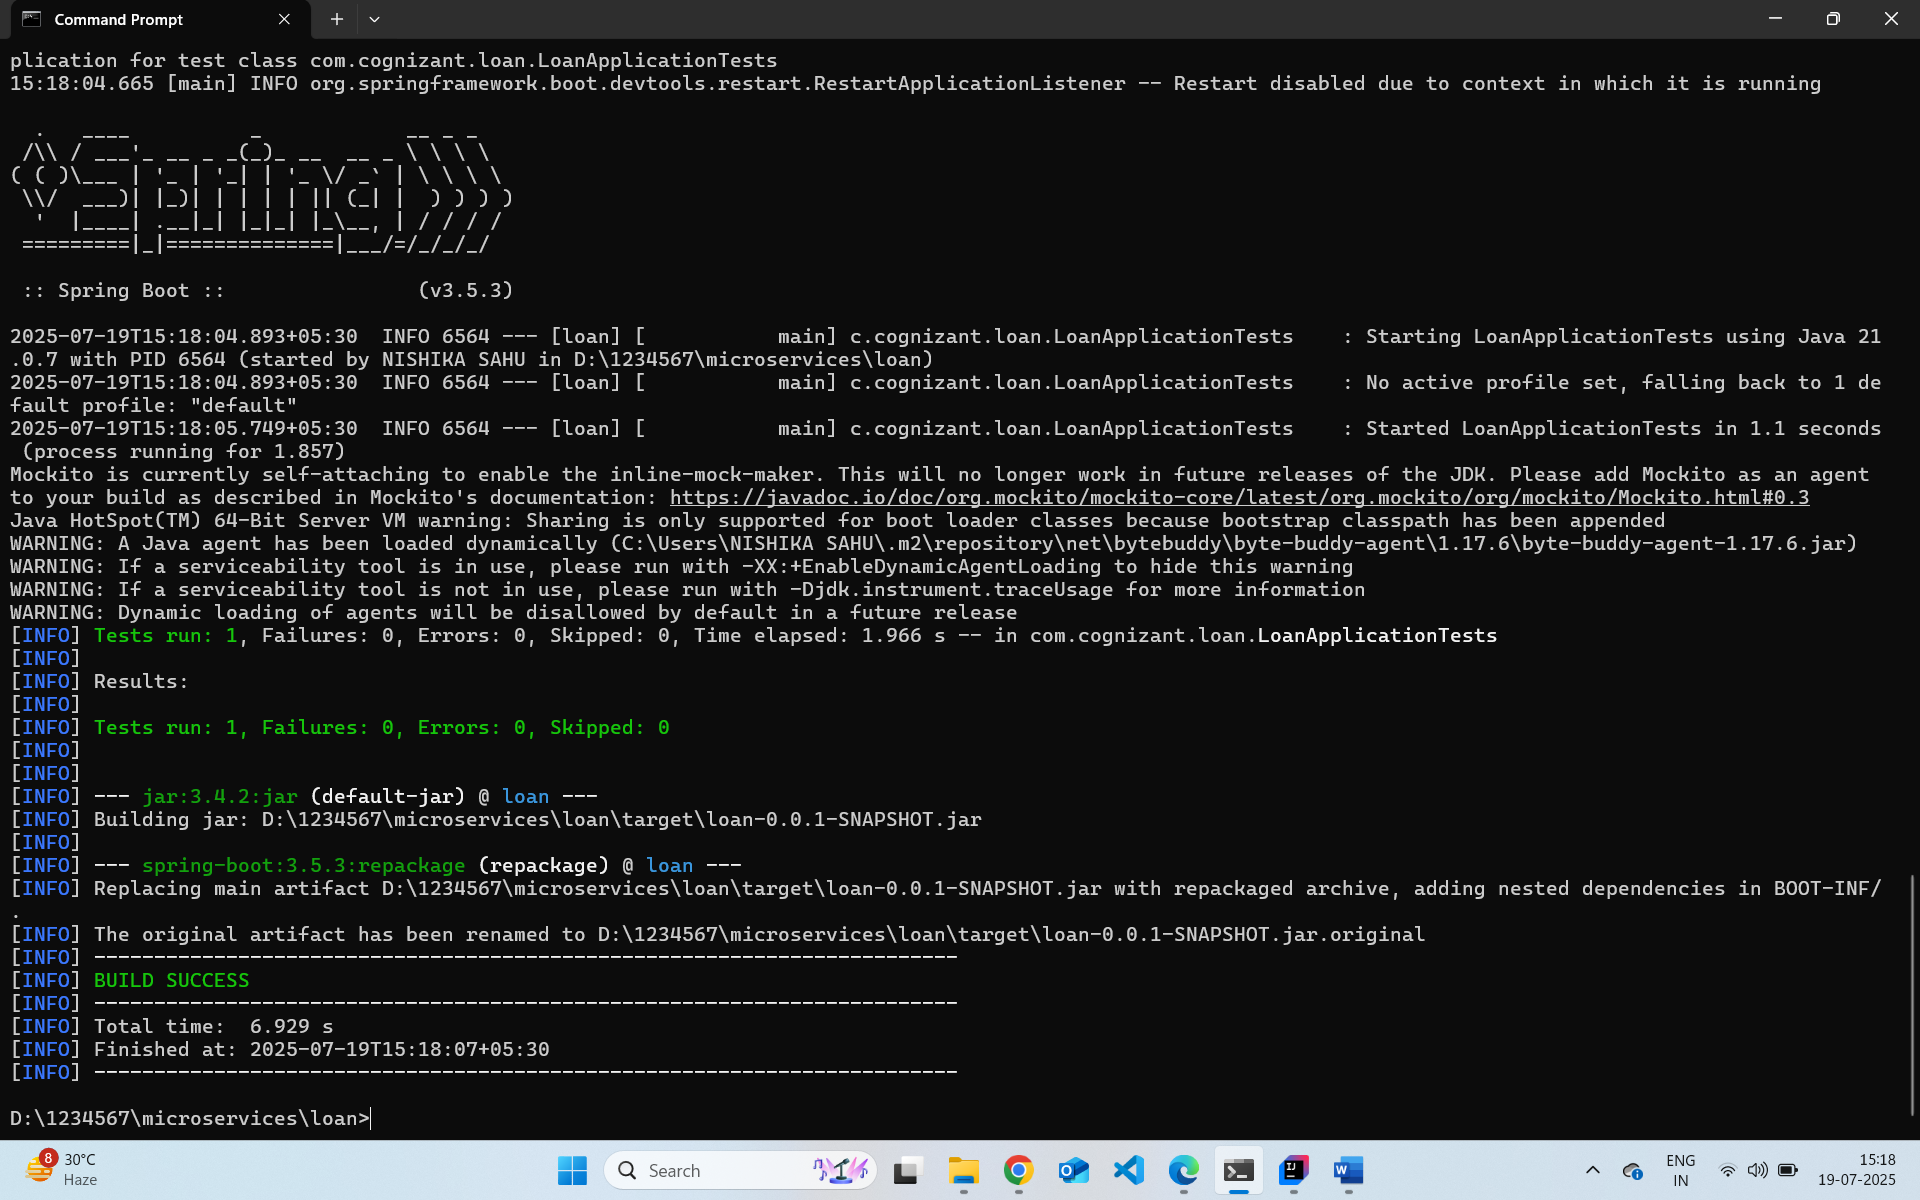 Command Prompt
plication for test class com.cognizant.loan.LoanApplicationTests
15:18:04.665 [main] INFO org.springframework.boot.devtools.restart.RestartApplicationListener -- Restart disabled due to context in which it is running
  .   ____          _            __ _ _
 /\\ / ___'_ __ _ _(_)_ __  __ _ \ \ \ \
( ( )\___ | '_ | '_| | '_ \/ _` | \ \ \ \
 \\/  ___)| |_)| | | | | || (_| |  ) ) ) )
  '  |____| .__|_| |_|_| |_\__, | / / / /
 =========|_|==============|___/=/_/_/_/
 :: Spring Boot ::                (v3.5.3)
2025-07-19T15:18:04.893+05:30  INFO 6564 --- [loan] [           main] c.cognizant.loan.LoanApplicationTests    : Starting LoanApplicationTests using Java 21
.0.7 with PID 6564 (started by NISHIKA SAHU in D:\1234567\microservices\loan)
2025-07-19T15:18:04.893+05:30  INFO 6564 --- [loan] [           main] c.cognizant.loan.LoanApplicationTests    : No active profile set, falling back to 1 de
fault profile: "default"
2025-07-19T15:18:05.749+05:30  INFO 6564 --- [loan] [           main] c.cognizant.loan.LoanApplicationTests    : Started LoanApplicationTests in 1.1 seconds
 (process running for 1.857)
Mockito is currently self-attaching to enable the inline-mock-maker. This will no longer work in future releases of the JDK. Please add Mockito as an agent
to your build as described in Mockito's documentation: https://javadoc.io/doc/org.mockito/mockito-core/latest/org.mockito/org/mockito/Mockito.html#0.3
Java HotSpot(TM) 64-Bit Server VM warning: Sharing is only supported for boot loader classes because bootstrap classpath has been appended
WARNING: A Java agent has been loaded dynamically (C:\Users\NISHIKA SAHU\.m2\repository\net\bytebuddy\byte-buddy-agent\1.17.6\byte-buddy-agent-1.17.6.jar)
WARNING: If a serviceability tool is in use, please run with -XX:+EnableDynamicAgentLoading to hide this warning
WARNING: If a serviceability tool is not in use, please run with -Djdk.instrument.traceUsage for more information
WARNING: Dynamic loading of agents will be disallowed by default in a future release
[INFO] Tests run: 1, Failures: 0, Errors: 0, Skipped: 0, Time elapsed: 1.966 s -- in com.cognizant.loan.LoanApplicationTests
[INFO]
[INFO] Results:
[INFO]
[INFO] Tests run: 1, Failures: 0, Errors: 0, Skipped: 0
[INFO]
[INFO]
[INFO] --- jar:3.4.2:jar (default-jar) @ loan ---
[INFO] Building jar: D:\1234567\microservices\loan\target\loan-0.0.1-SNAPSHOT.jar
[INFO]
[INFO] --- spring-boot:3.5.3:repackage (repackage) @ loan ---
[INFO] Replacing main artifact D:\1234567\microservices\loan\target\loan-0.0.1-SNAPSHOT.jar with repackaged archive, adding nested dependencies in BOOT-INF/
.
[INFO] The original artifact has been renamed to D:\1234567\microservices\loan\target\loan-0.0.1-SNAPSHOT.jar.original
[INFO] ------------------------------------------------------------------------
[INFO] BUILD SUCCESS
[INFO] ------------------------------------------------------------------------
[INFO] Total time:  6.929 s
[INFO] Finished at: 2025-07-19T15:18:07+05:30
[INFO] ------------------------------------------------------------------------
D:\1234567\microservices\loan>
8
30°C
Haze
Search
ENG
IN
15:18
19-07-2025